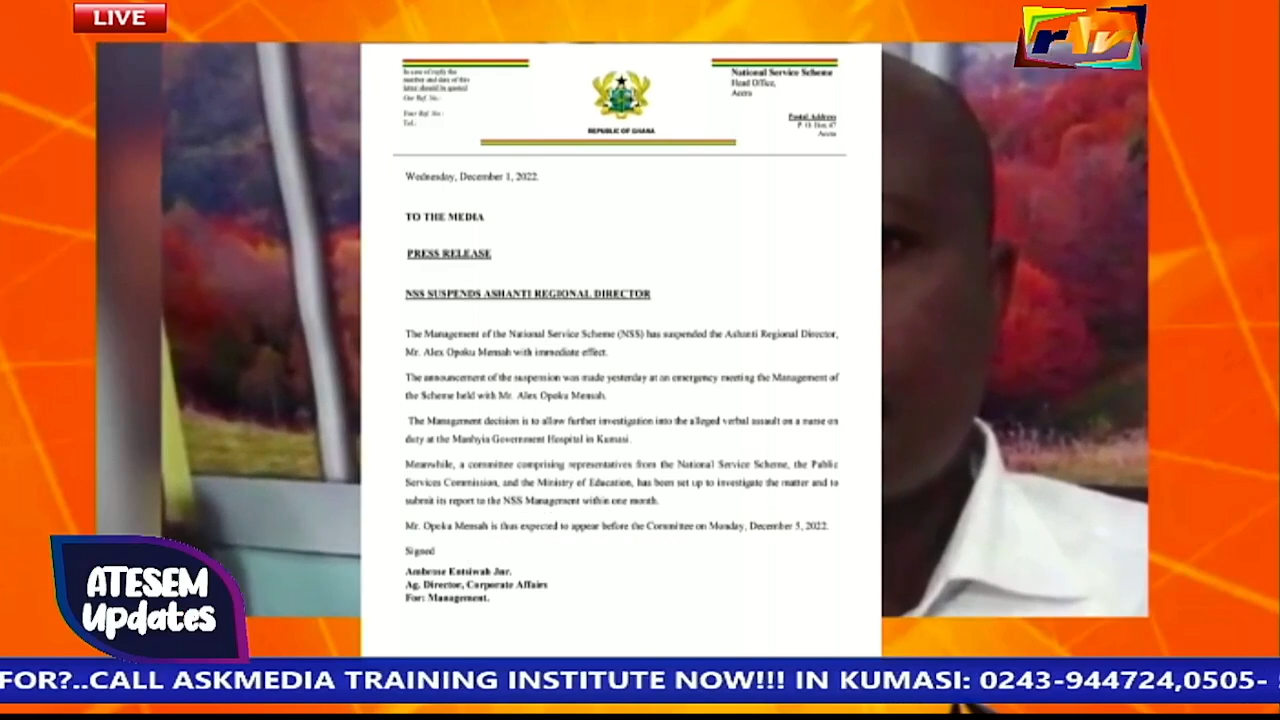 LIVE
rtv
In case of reply the
number and date of this
letter should be quoted
Our Ref. No:
Your Ref. No:
Tel:
REPUBLIC OF GHANA
National Service Scheme
Head Office,
Accra
Postal Address
P. O. Box 47
Accra
Wednesday, December 1, 2022.
TO THE MEDIA
PRESS RELEASE
NSS SUSPENDS ASHANTI REGIONAL DIRECTOR
The Management of the National Service Scheme (NSS) has suspended the Ashanti Regional Director,
Mr. Alex Opoku Mensah with immediate effect.
The announcement of the suspension was made yesterday at an emergency meeting the Management of
the Scheme held with Mr. Alex Opoku Mensah.
The Management decision is to allow further investigation into the alleged verbal assault on a nurse on
duty at the Manhyia Government Hospital in Kumasi.
Meanwhile, a committee comprising representatives from the National Service Scheme, the Public
Services Commission, and the Ministry of Education, has been set up to investigate the matter and to
submit its report to the NSS Management within one month.
Mr. Opoku Mensah is thus expected to appear before the Committee on Monday, December 5, 2022.
Signed
Ambrose Entsiwah Jnr.
Ag. Director, Corporate Affairs
For: Management.
ATESEM
Updates
FOR?..CALL ASKMEDIA TRAINING INSTITUTE NOW!!! IN KUMASI: 0243-944724,0505-